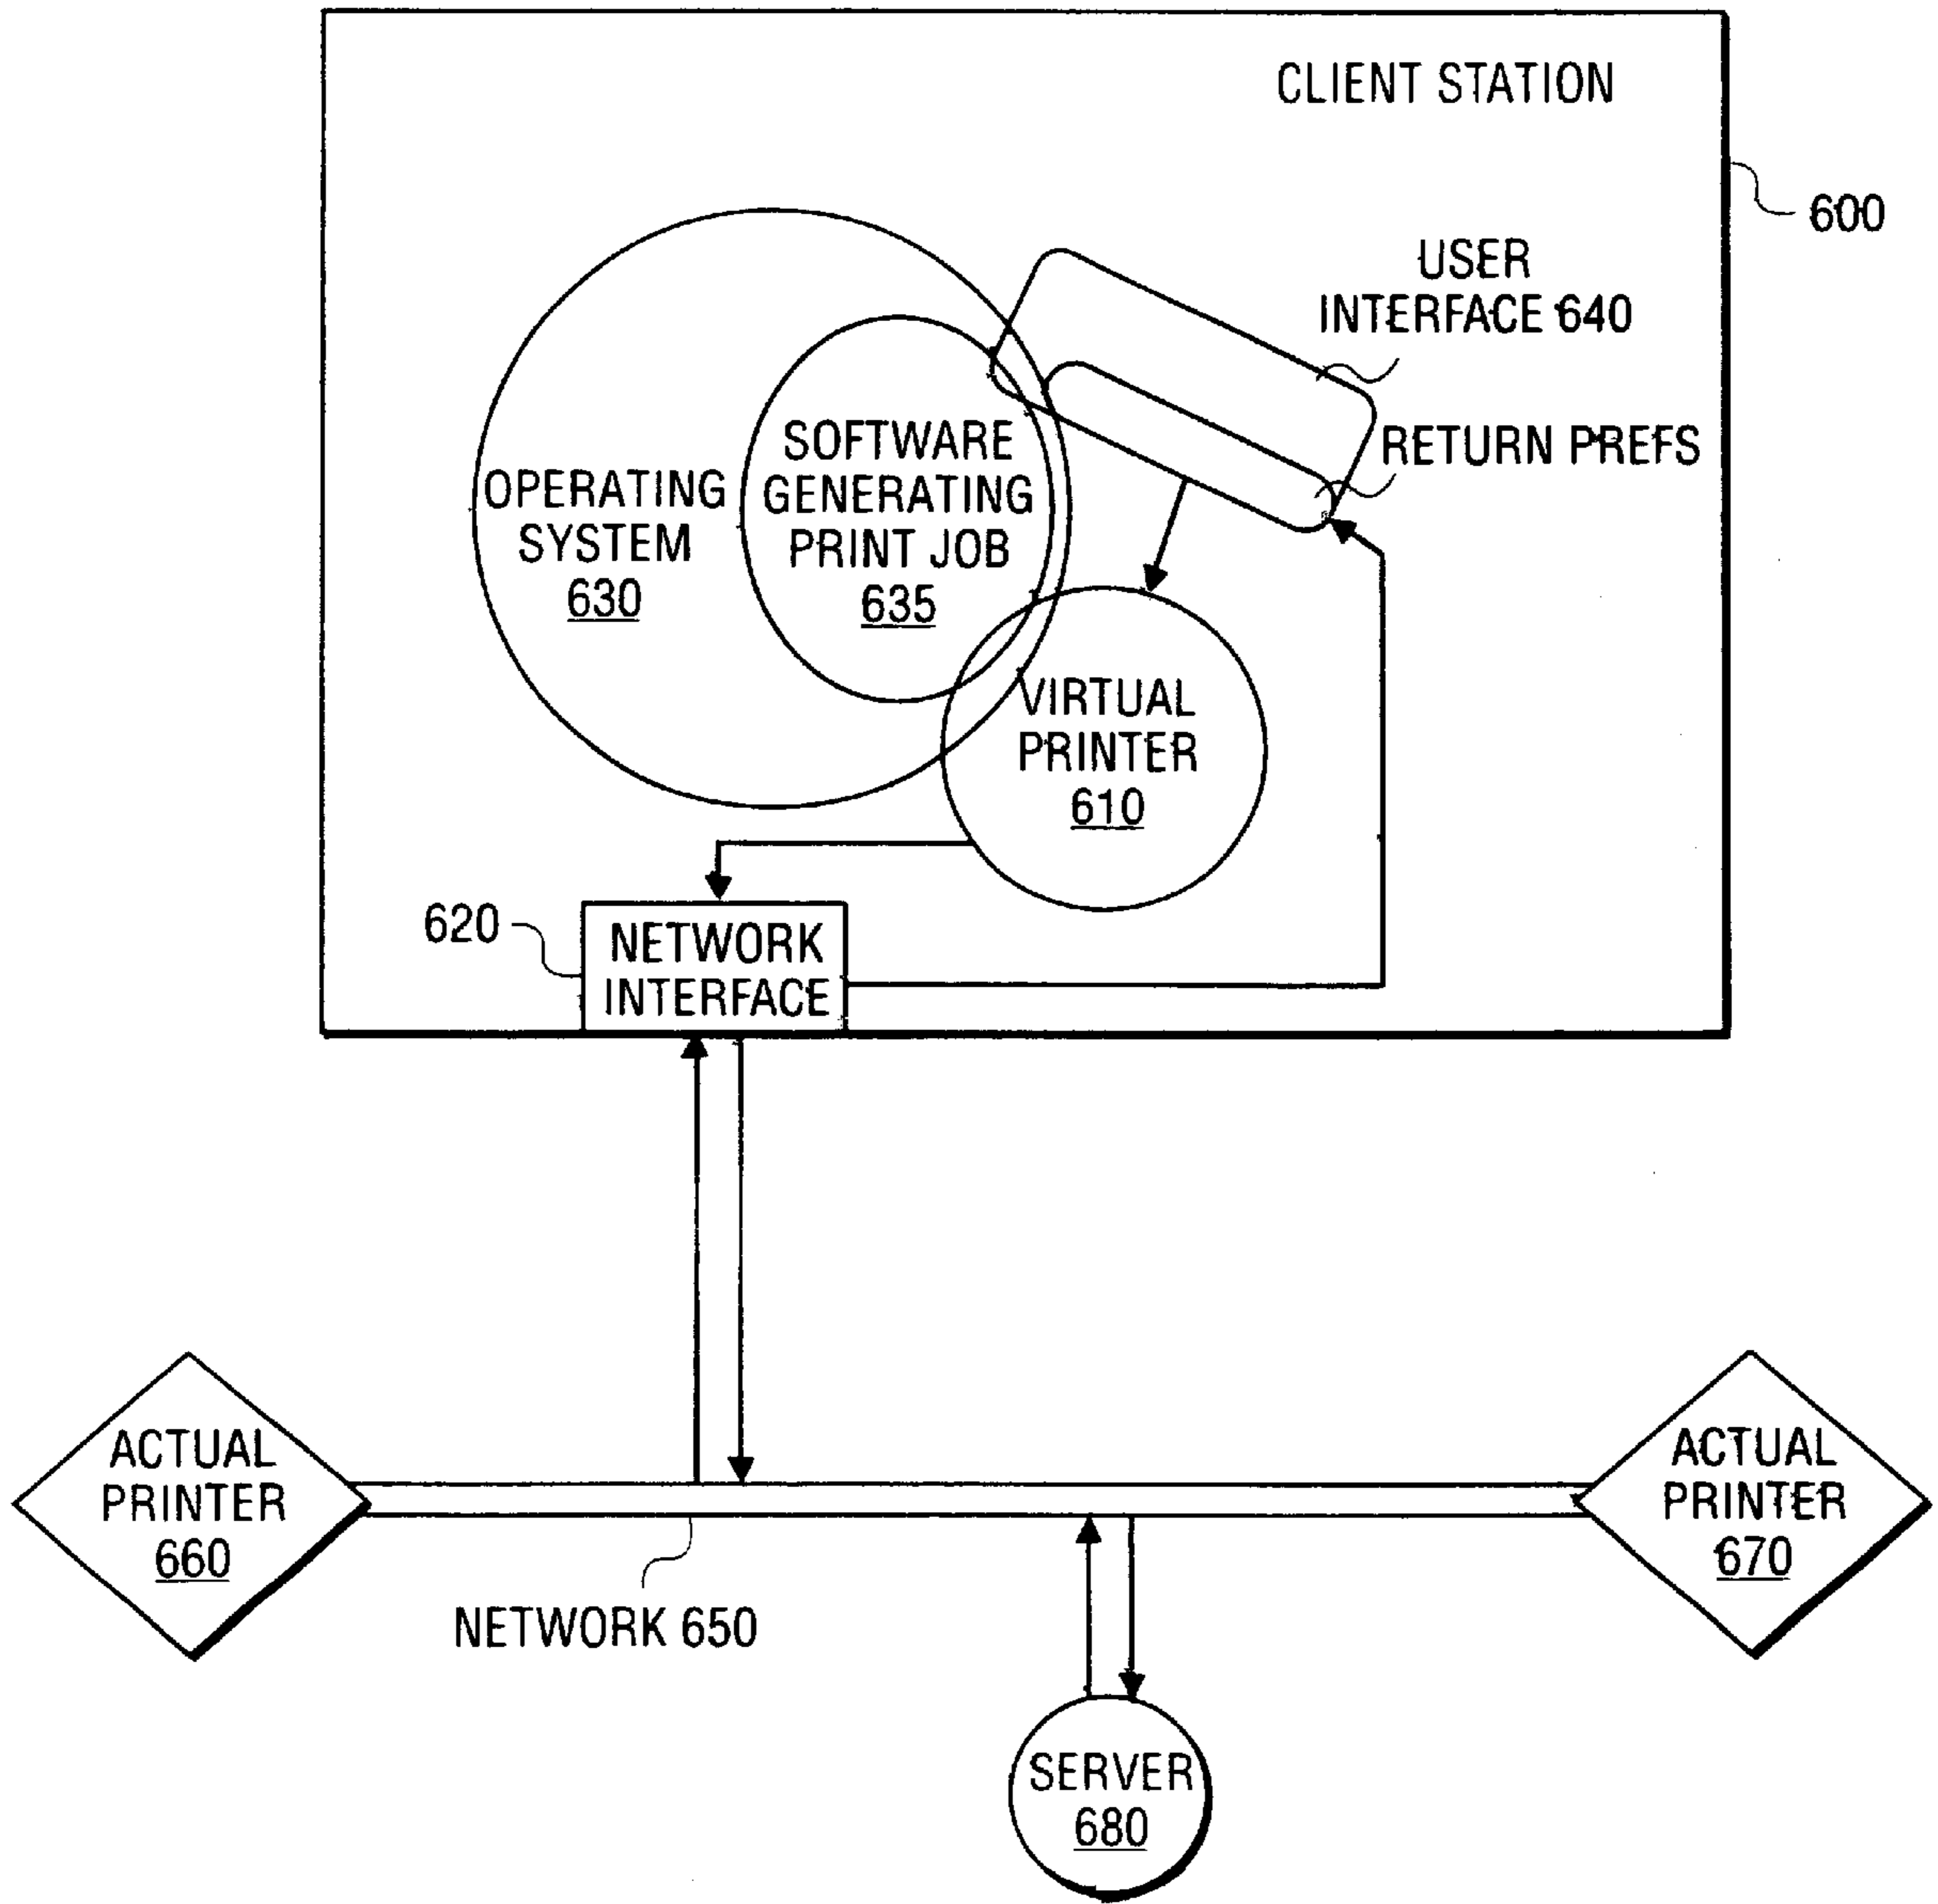 CLIENT STATION
600
USER
INTERFACE 640
RETURN PREFS
OPERATING
SYSTEM
630
SOFTWARE
GENERATING
PRINT JOB
635
VIRTUAL
PRINTER
610
620
NETWORK
INTERFACE
ACTUAL
PRINTER
660
ACTUAL
PRINTER
670
NETWORK 650
SERVER
680